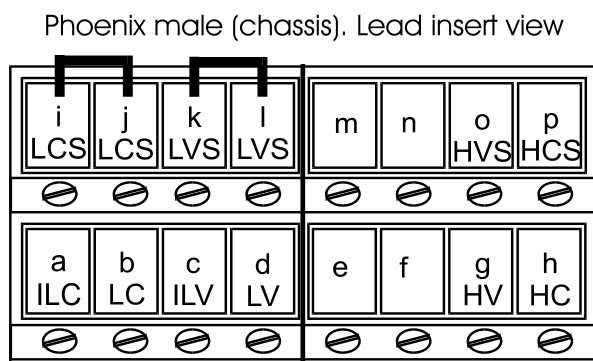 Phoenix male (chassis). Lead insert view
i j k l m n o p
LCS LCS LVS LVS HVS HCS
a b c d e f g h
ILC LC ILV LV HV HC